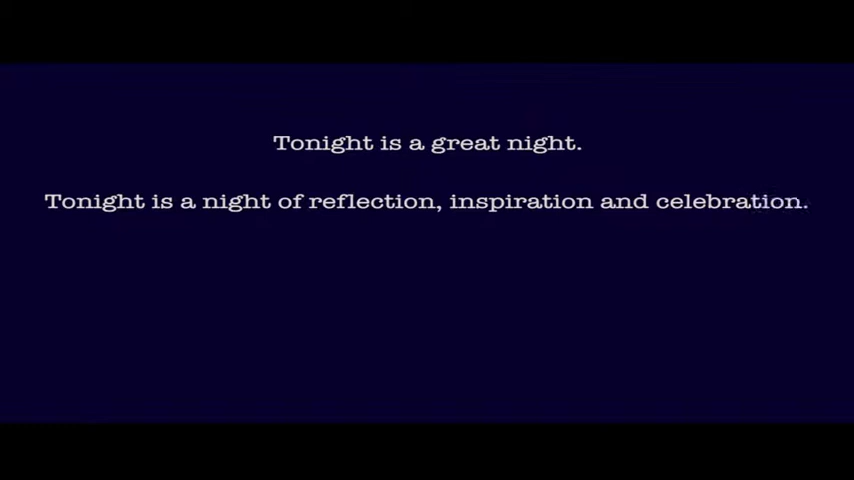 Tonight is a great night.
Tonight is a night of reflection, inspiration and celebration.